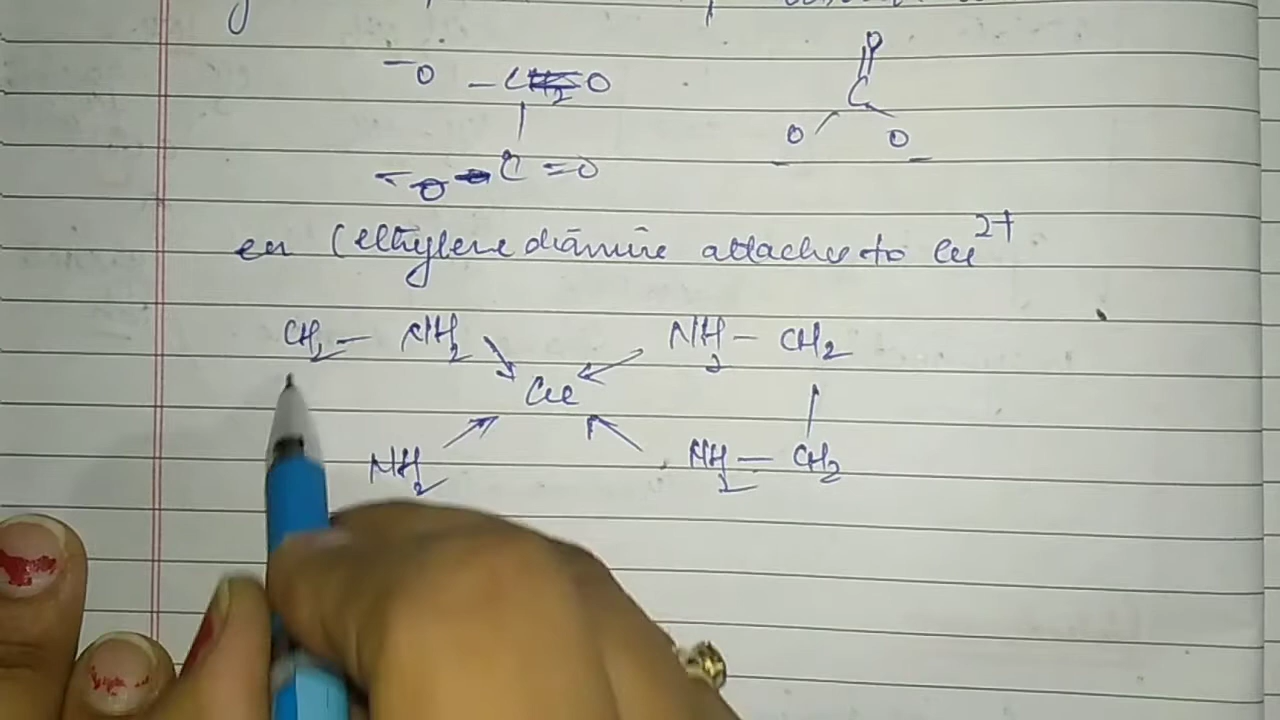 O
⁻O – C=O C
O O
⁻O – C =O
en (ethylene diamine attaches to Cu²⁺
CH₂ – NH₂ NH₂ – CH₂
Cu
NH₂ NH₂ – CH₂